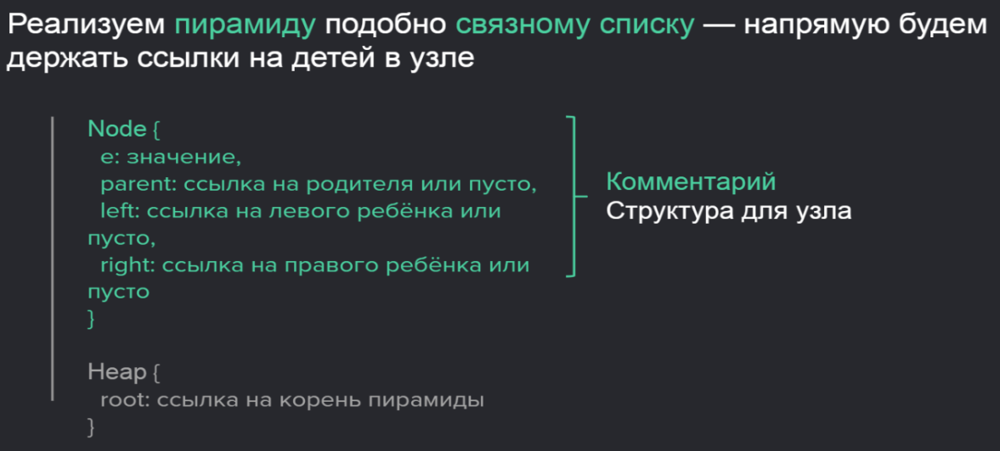 Реализуем пирамиду подобно связному списку — напрямую будем
держать ссылки на детей в узле
Node {
e: значение,
parent: ссылка на родителя или пусто,
left: ссылка на левого ребёнка или
пусто,
right: ссылка на правого ребёнка или
пусто
}
Комментарий
Структура для узла
Heap {
root: ссылка на корень пирамиды
}